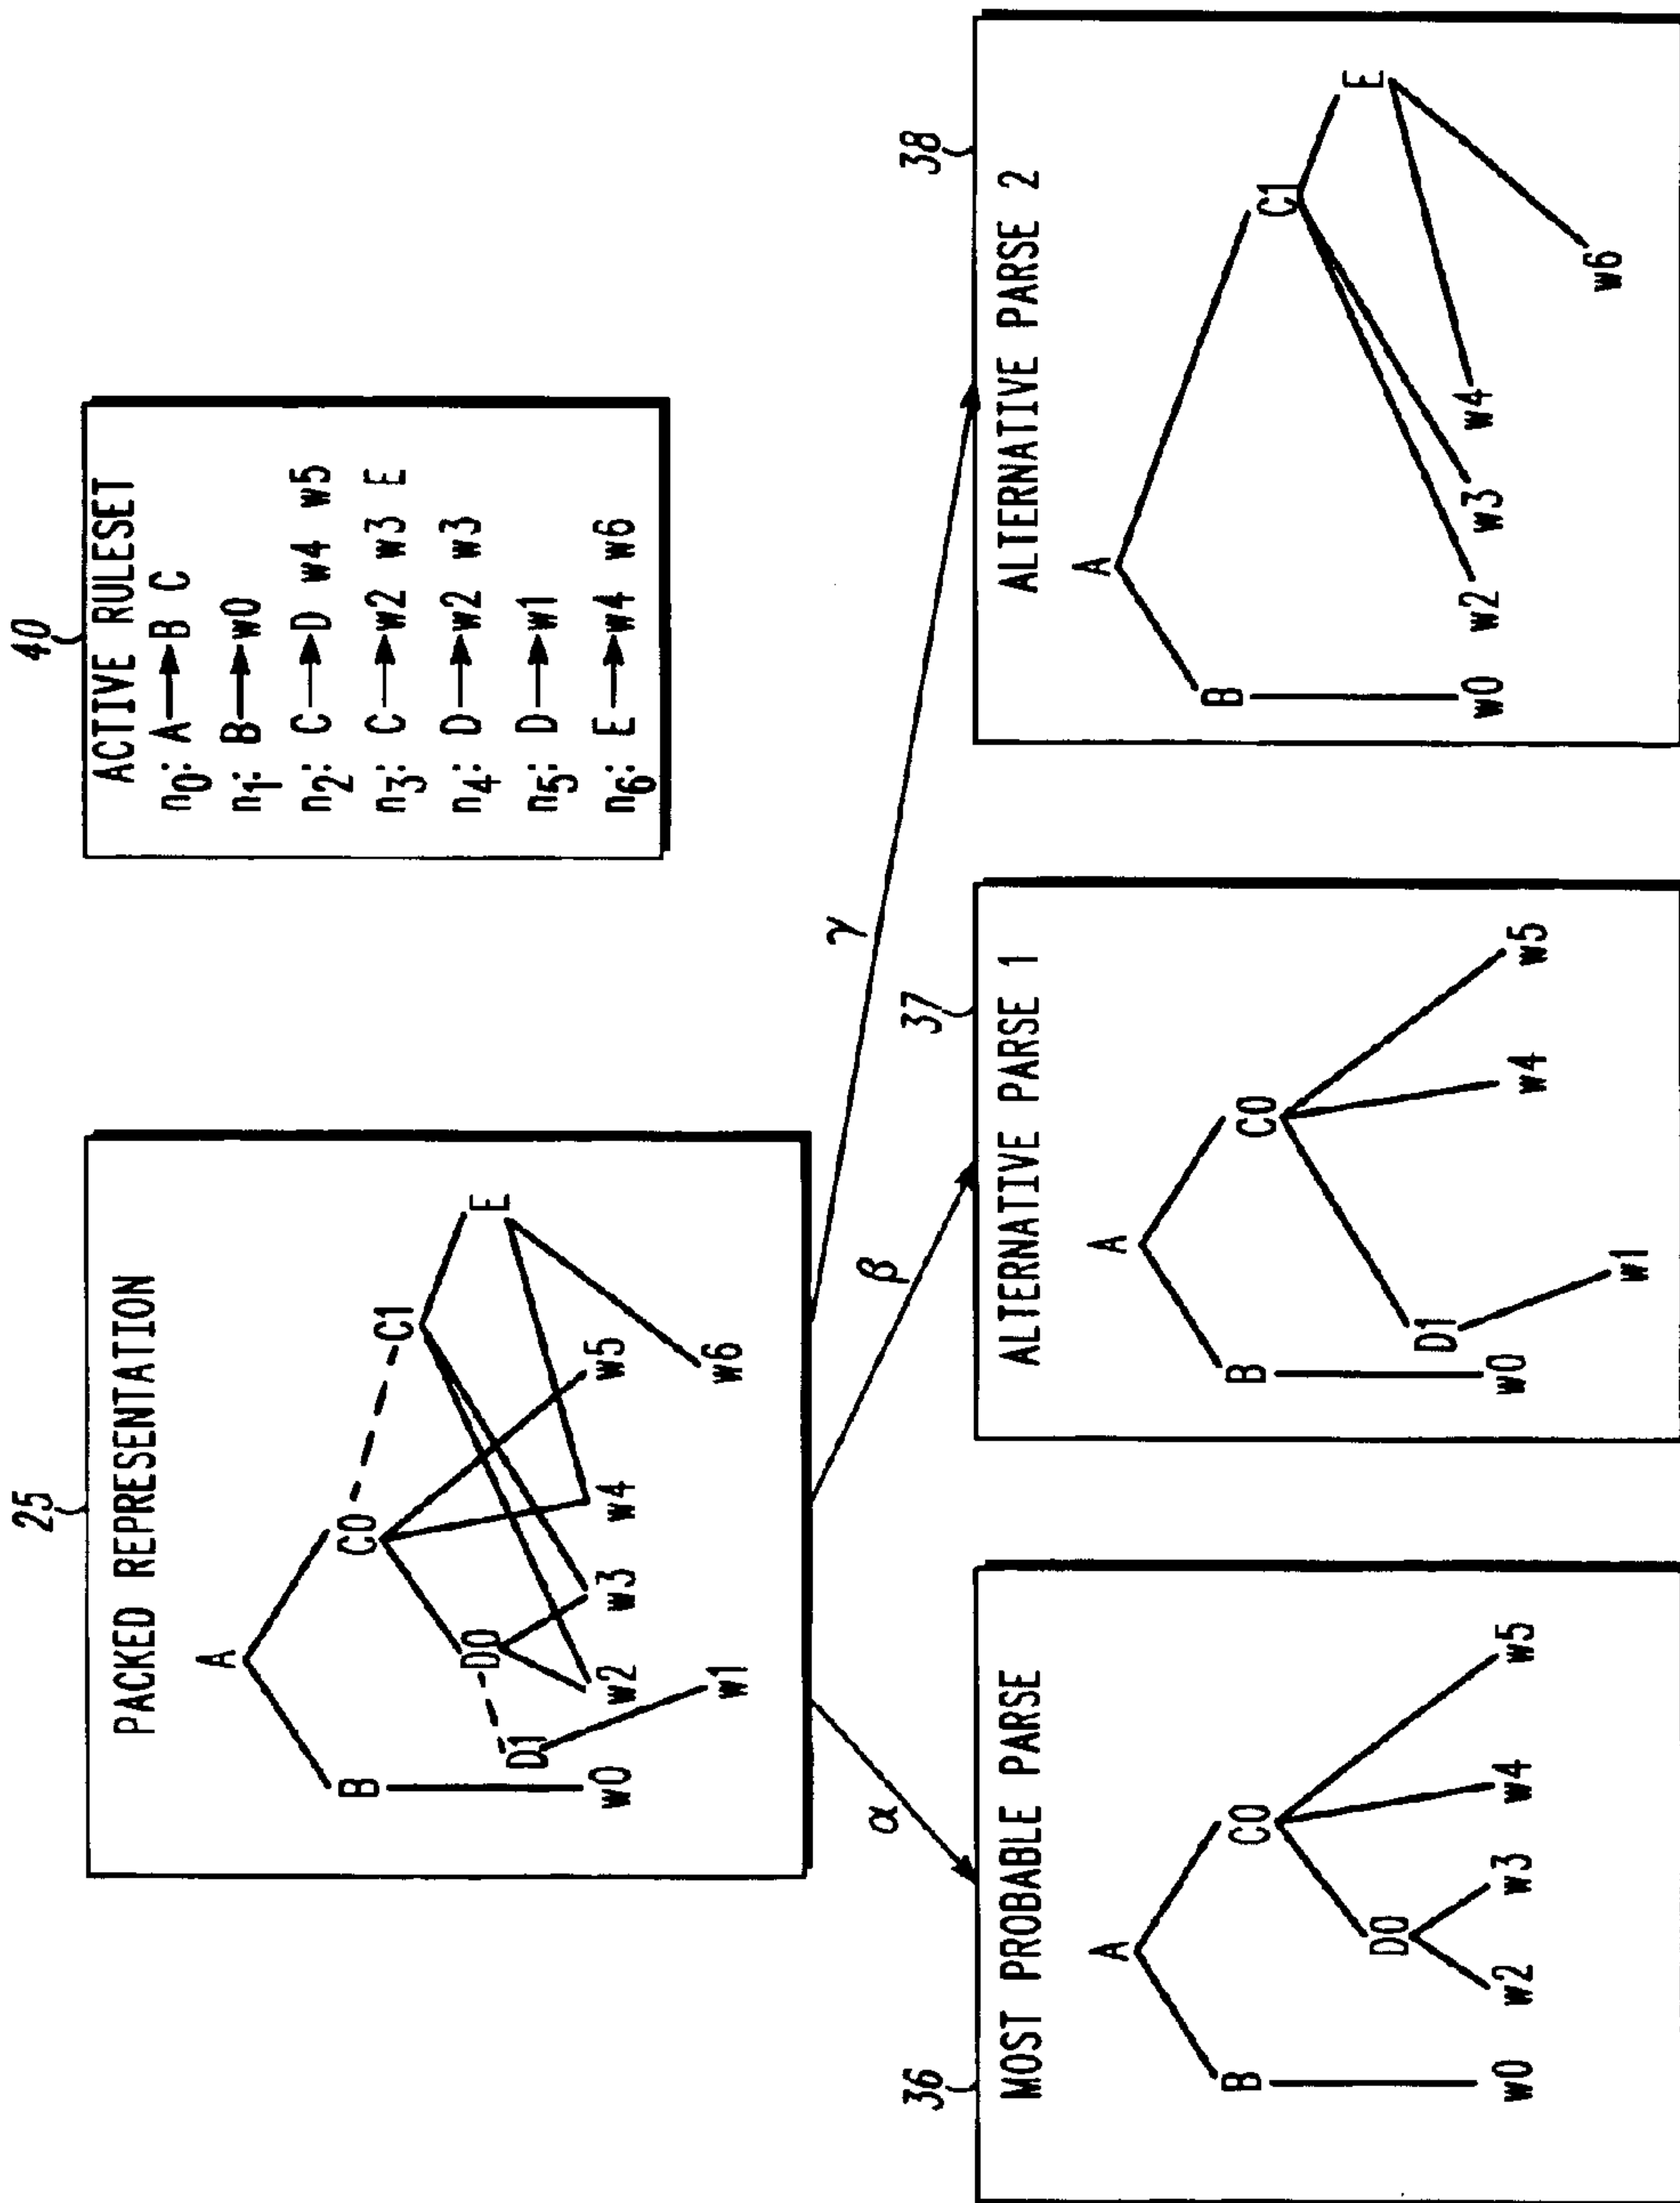 25
PACKED REPRESENTATION
A
B
C0
C1
D1
D0
E
w0
w2
w3
w4
w5
w1
w6
40
ACTIVE RULESET
n0: A→B C
n1: B→w0
n2: C→D w4 w5
n3: C→w2 w3 E
n4: D→w2 w3
n5: D→w1
n6: E→w4 w6
α
β
γ
36
MOST PROBABLE PARSE
A
B
C0
D0
w0
w2
w3
w4
w5
37
ALTERNATIVE PARSE 1
A
B
C0
D1
w0
w4
w5
w1
38
ALTERNATIVE PARSE 2
A
B
C1
E
w0
w2
w3
w4
w6